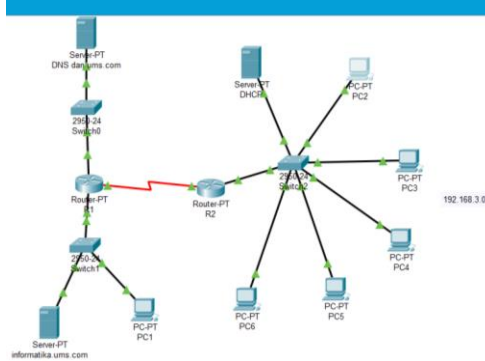 Server-PT
DNS dan ums.com
2950-24
Switch0
Router-PT
R1
2950-24
Switch1
Server-PT
informatika.ums.com
PC-PT
PC1
Router-PT
R2
Server-PT
DHCP
PC-PT
PC2
2950-24
Switch2
PC-PT
PC3
192.168.3.0
PC-PT
PC4
PC-PT
PC5
PC-PT
PC6